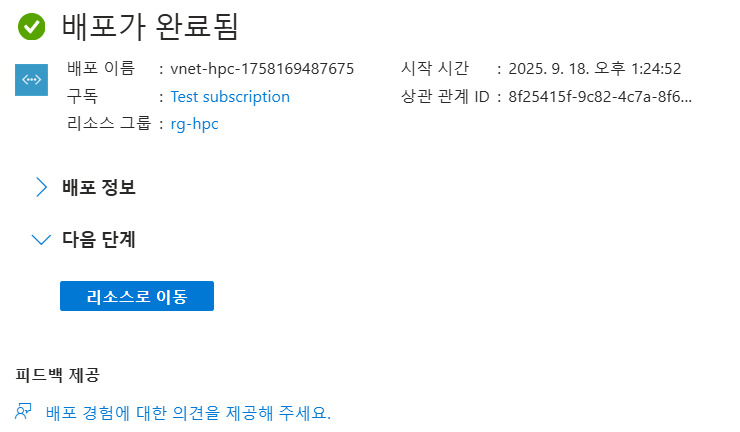 배포가 완료됨
배포 이름 : vnet-hpc-1758169487675 시작 시간 : 2025. 9. 18. 오후 1:24:52
구독 : Test subscription 상관 관계 ID : 8f25415f-9c82-4c7a-8f6...
리소스 그룹 : rg-hpc
배포 정보
다음 단계
리소스로 이동
피드백 제공
배포 경험에 대한 의견을 제공해 주세요.